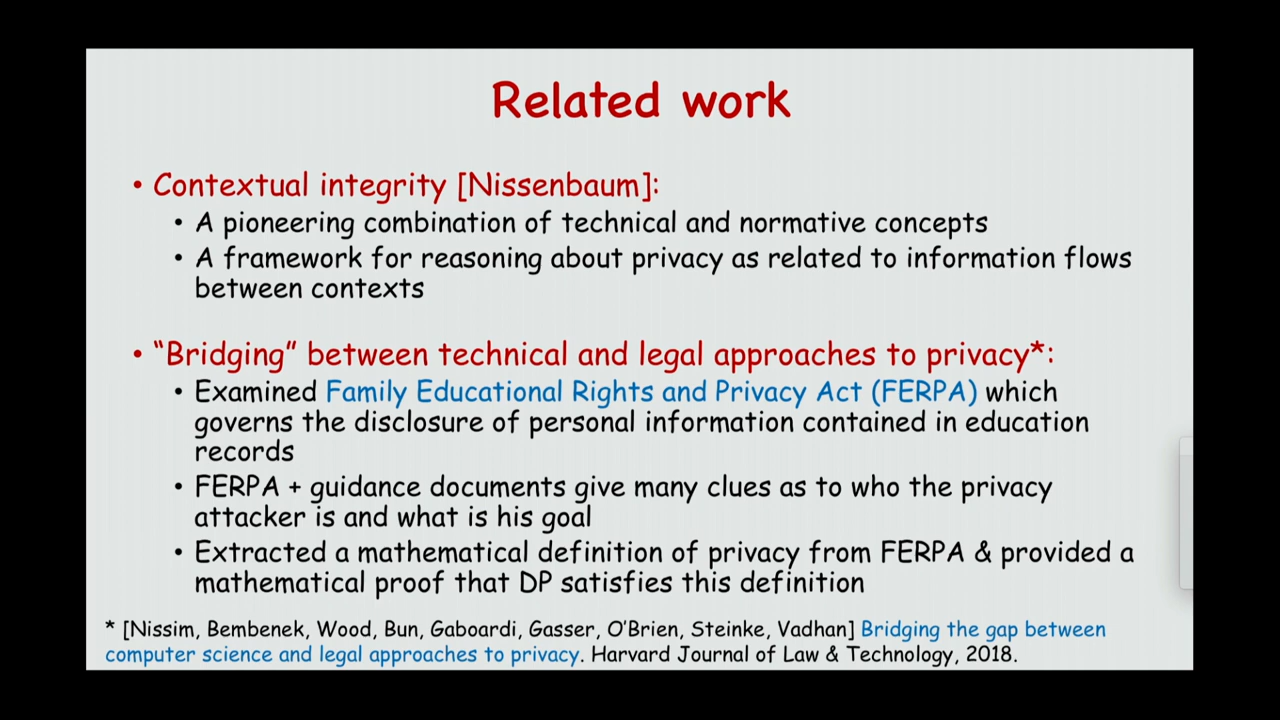 Related work
• Contextual integrity [Nissenbaum]:
• A pioneering combination of technical and normative concepts
• A framework for reasoning about privacy as related to information flows
between contexts
• “Bridging” between technical and legal approaches to privacy*:
• Examined Family Educational Rights and Privacy Act (FERPA) which
governs the disclosure of personal information contained in education
records
• FERPA + guidance documents give many clues as to who the privacy
attacker is and what is his goal
• Extracted a mathematical definition of privacy from FERPA & provided a
mathematical proof that DP satisfies this definition
* [Nissim, Bembenek, Wood, Bun, Gaboardi, Gasser, O’Brien, Steinke, Vadhan] Bridging the gap between
computer science and legal approaches to privacy. Harvard Journal of Law & Technology, 2018.